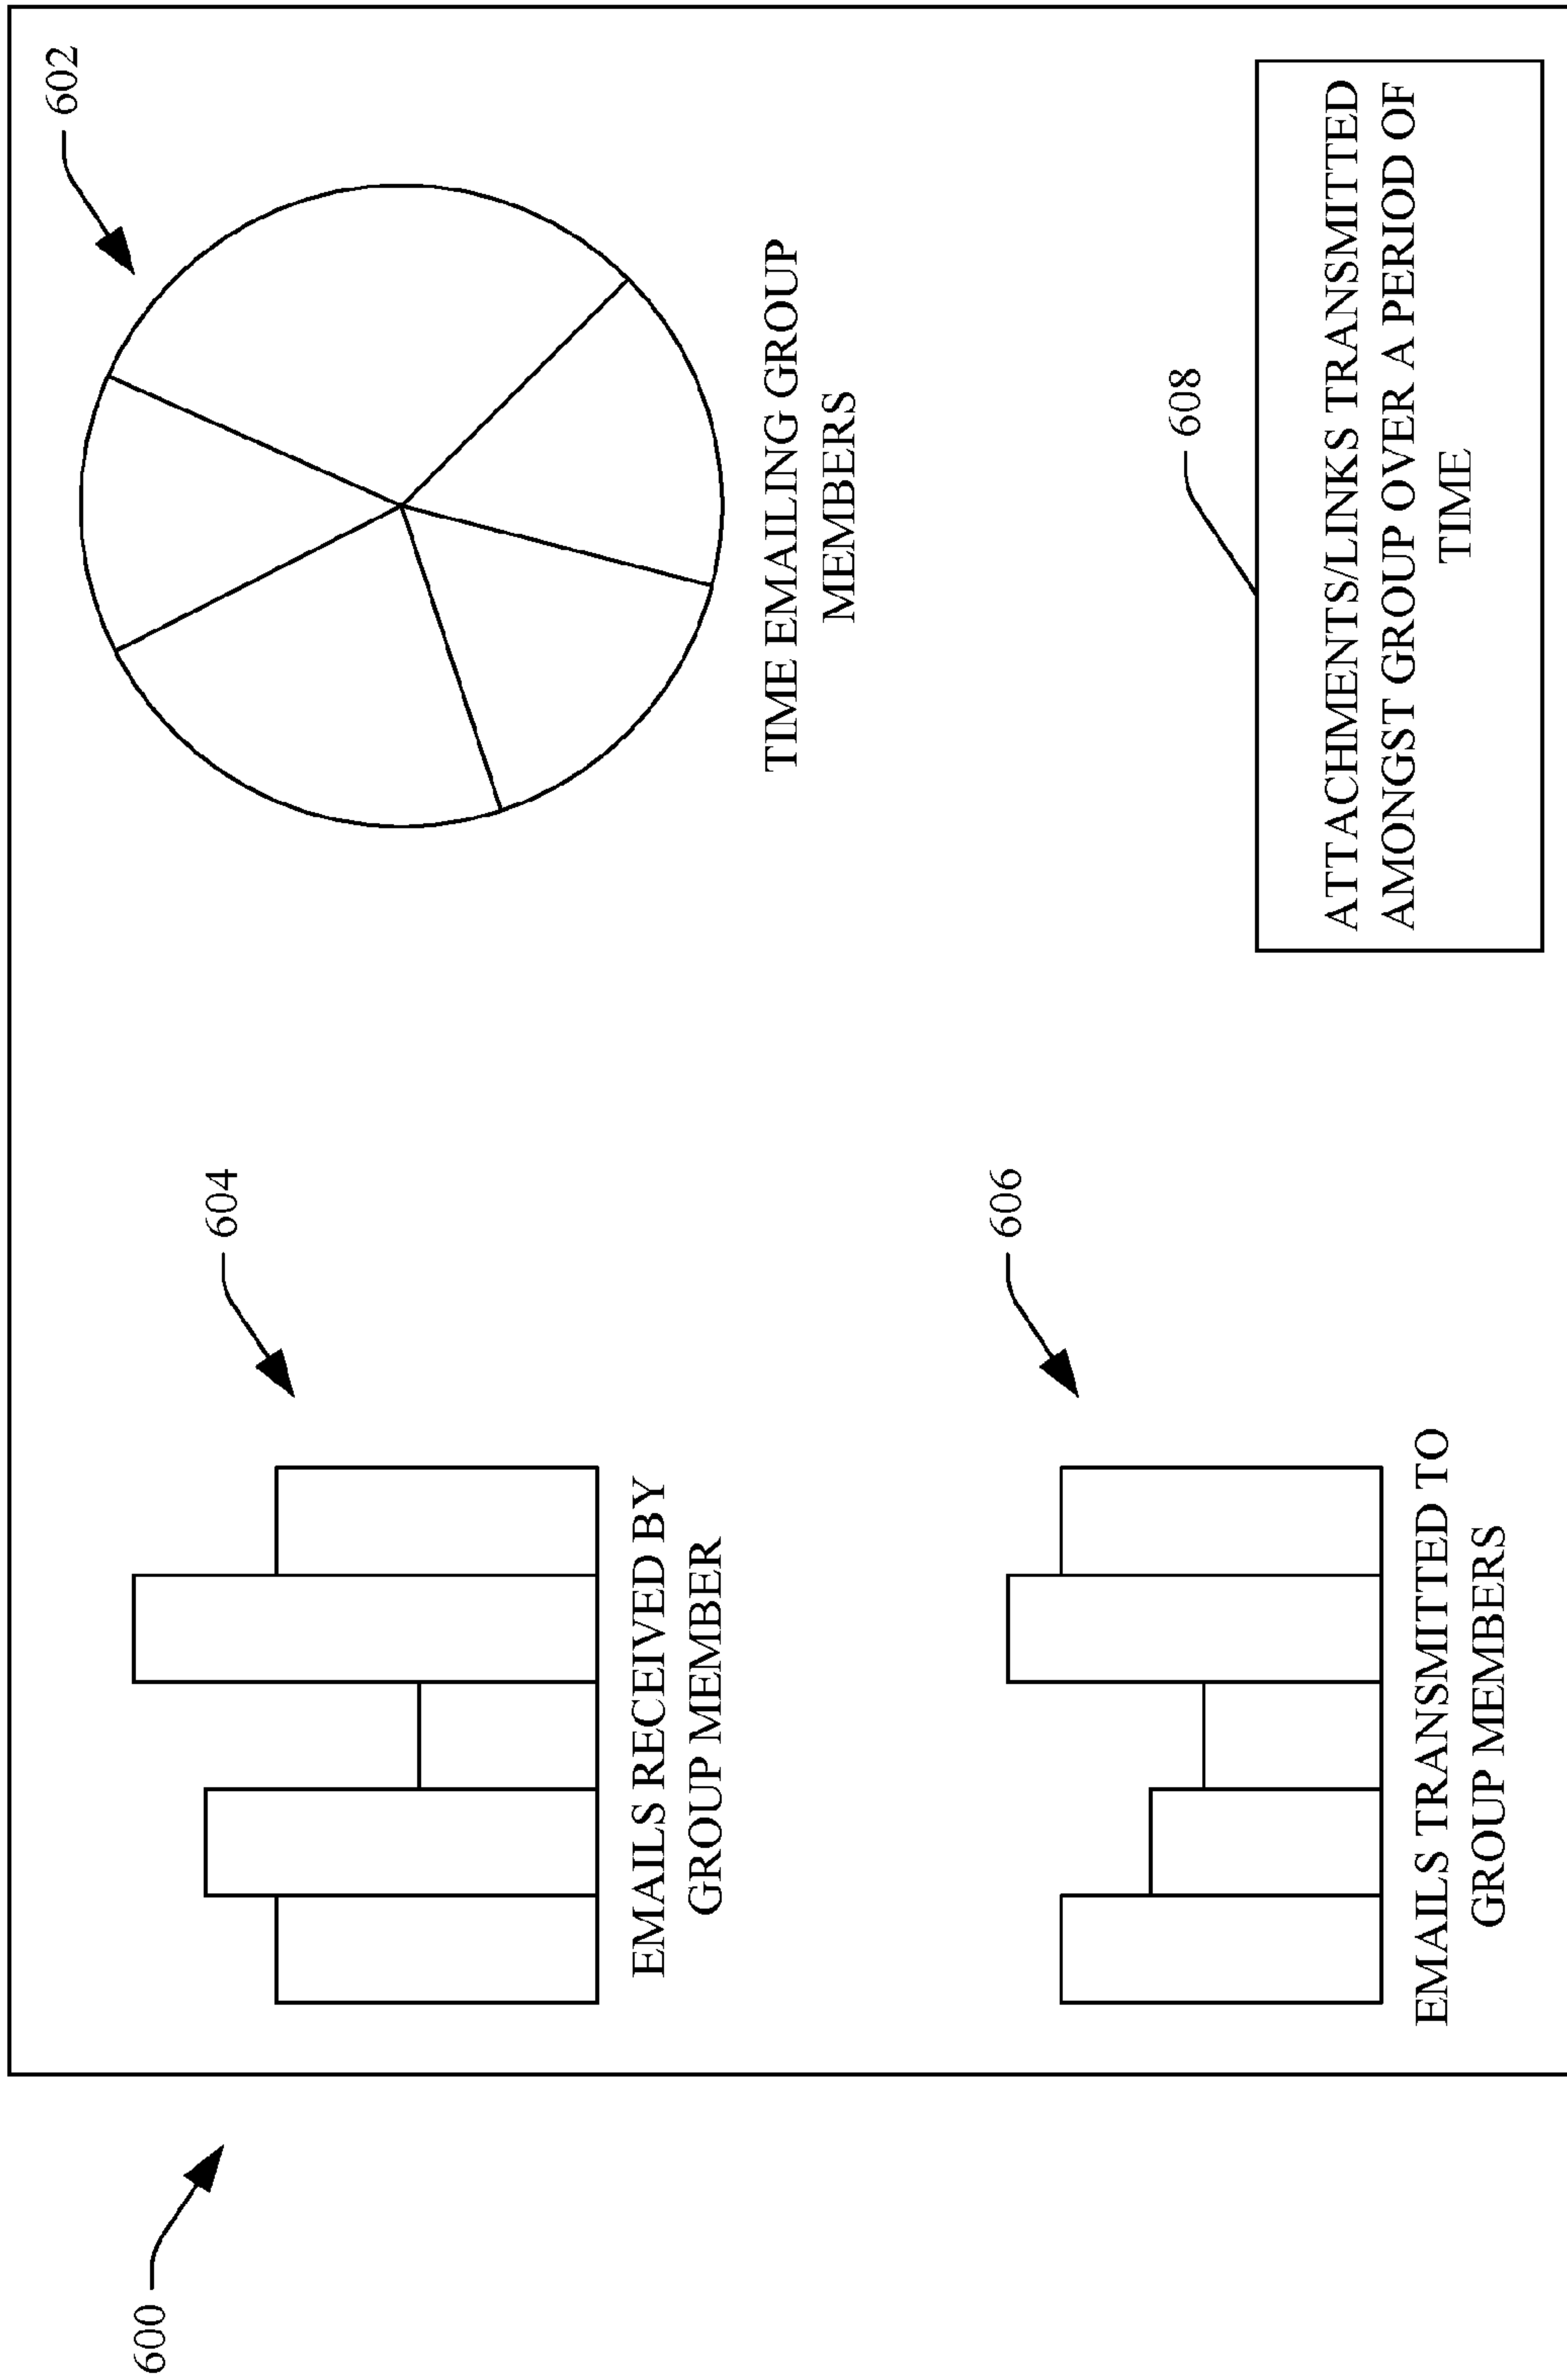 600
604
EMAILS RECEIVED BY
GROUP MEMBER
602
TIME EMAILING GROUP
MEMBERS
606
EMAILS TRANSMITTED TO
GROUP MEMBERS
608
ATTACHMENTS/LINKS TRANSMITTED
AMONGST GROUP OVER A PERIOD OF
TIME